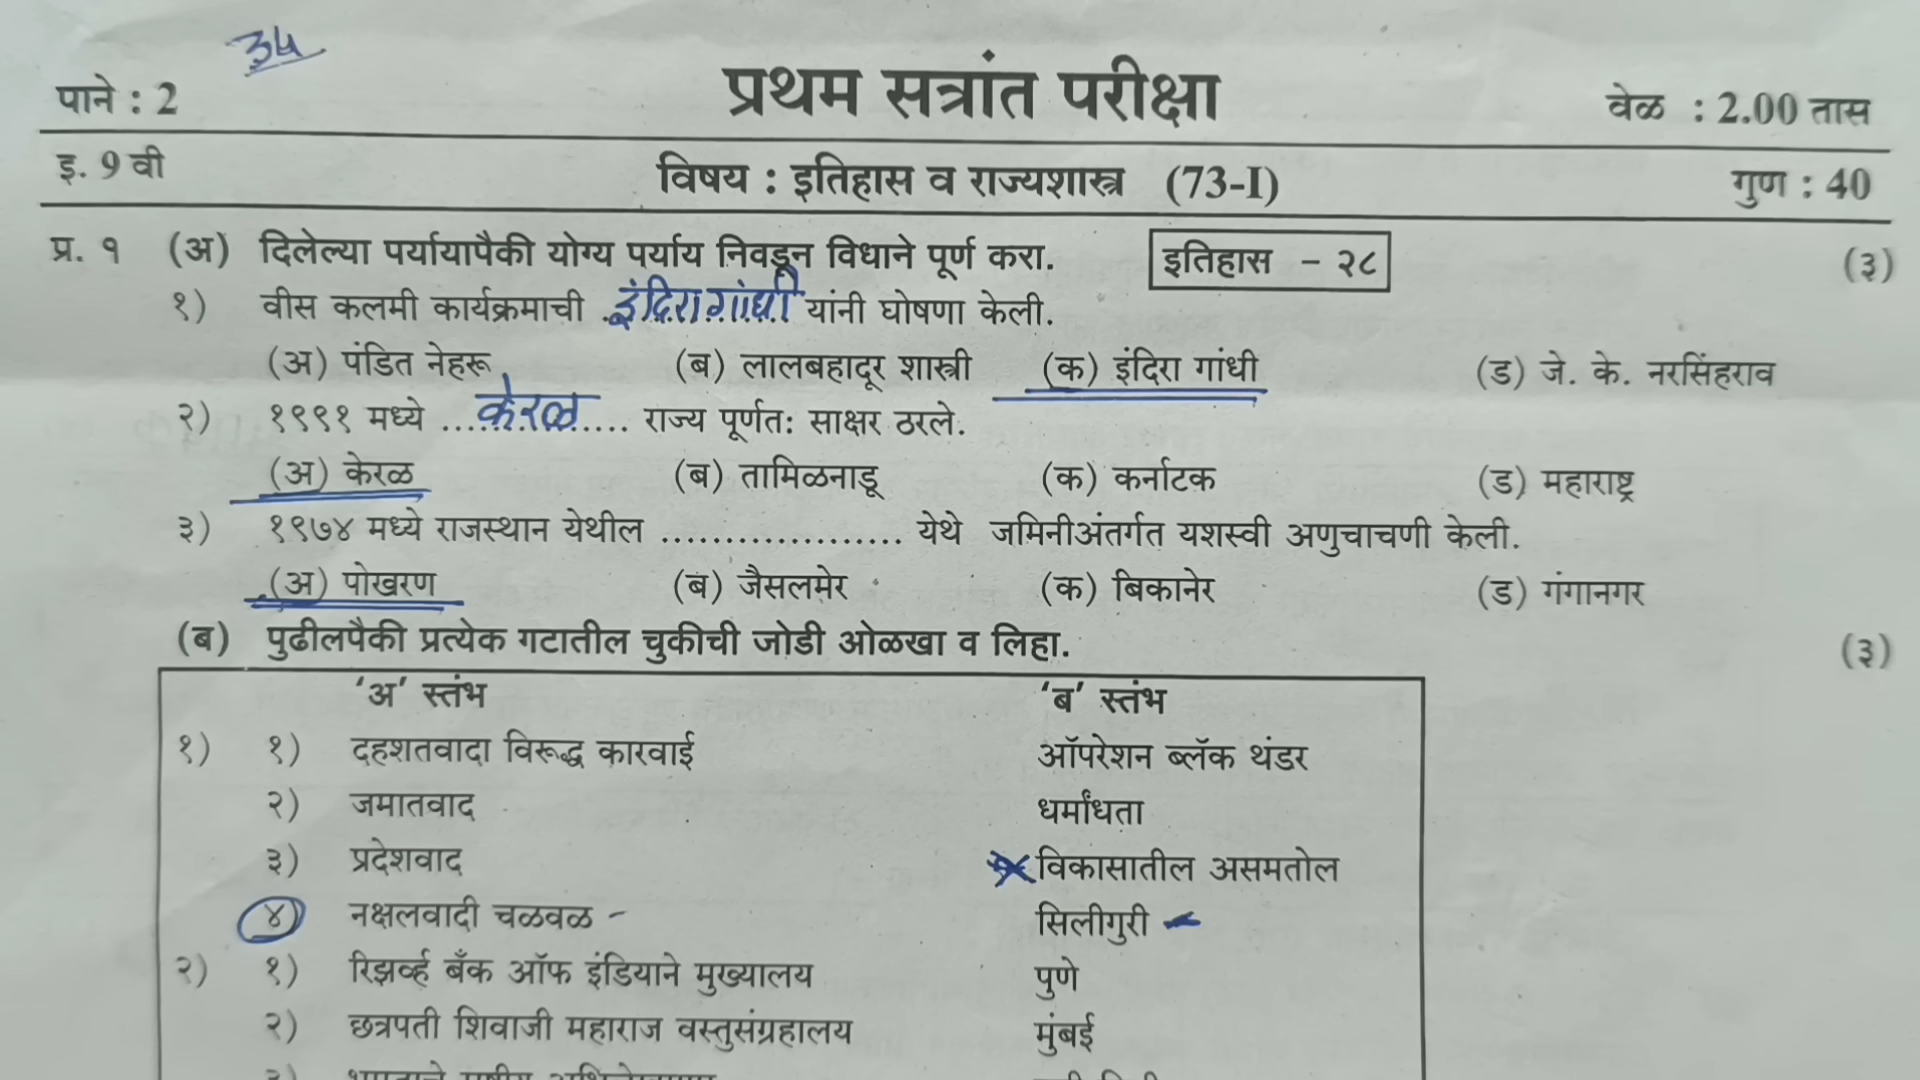 ३५
पाने : 2 प्रथम सत्रांत परीक्षा वेळ : 2.00 तास
इ. 9 वी विषय : इतिहास व राज्यशास्त्र (73-I) गुण : 40
प्र. १ (अ) दिलेल्या पर्यायापैकी योग्य पर्याय निवडून विधाने पूर्ण करा. इतिहास - २८ (३)
१) वीस कलमी कार्यक्रमाची इंदिरा गांधी यांनी घोषणा केली.
(अ) पंडित नेहरू (ब) लालबहादूर शास्त्री (क) इंदिरा गांधी (ड) जे. के. नरसिंहराव
२) १९९१ मध्ये ... केरळ ... राज्य पूर्णतः साक्षर ठरले.
(अ) केरळ (ब) तामिळनाडू (क) कर्नाटक (ड) महाराष्ट्र
३) १९७४ मध्ये राजस्थान येथील ................... येथे जमिनीअंतर्गत यशस्वी अणुचाचणी केली.
(अ) पोखरण (ब) जैसलमेर (क) बिकानेर (ड) गंगानगर
(ब) पुढीलपैकी प्रत्येक गटातील चुकीची जोडी ओळखा व लिहा. (३)
‘अ’ स्तंभ ‘ब’ स्तंभ
१) १) दहशतवादा विरूद्ध कारवाई ऑपरेशन ब्लॅक थंडर
२) जमातवाद धर्मांधता
३) प्रदेशवाद विकासातील असमतोल
४) नक्षलवादी चळवळ - सिलीगुरी -
२) १) रिझर्व्ह बँक ऑफ इंडियाने मुख्यालय पुणे
२) छत्रपती शिवाजी महाराज वस्तुसंग्रहालय मुंबई